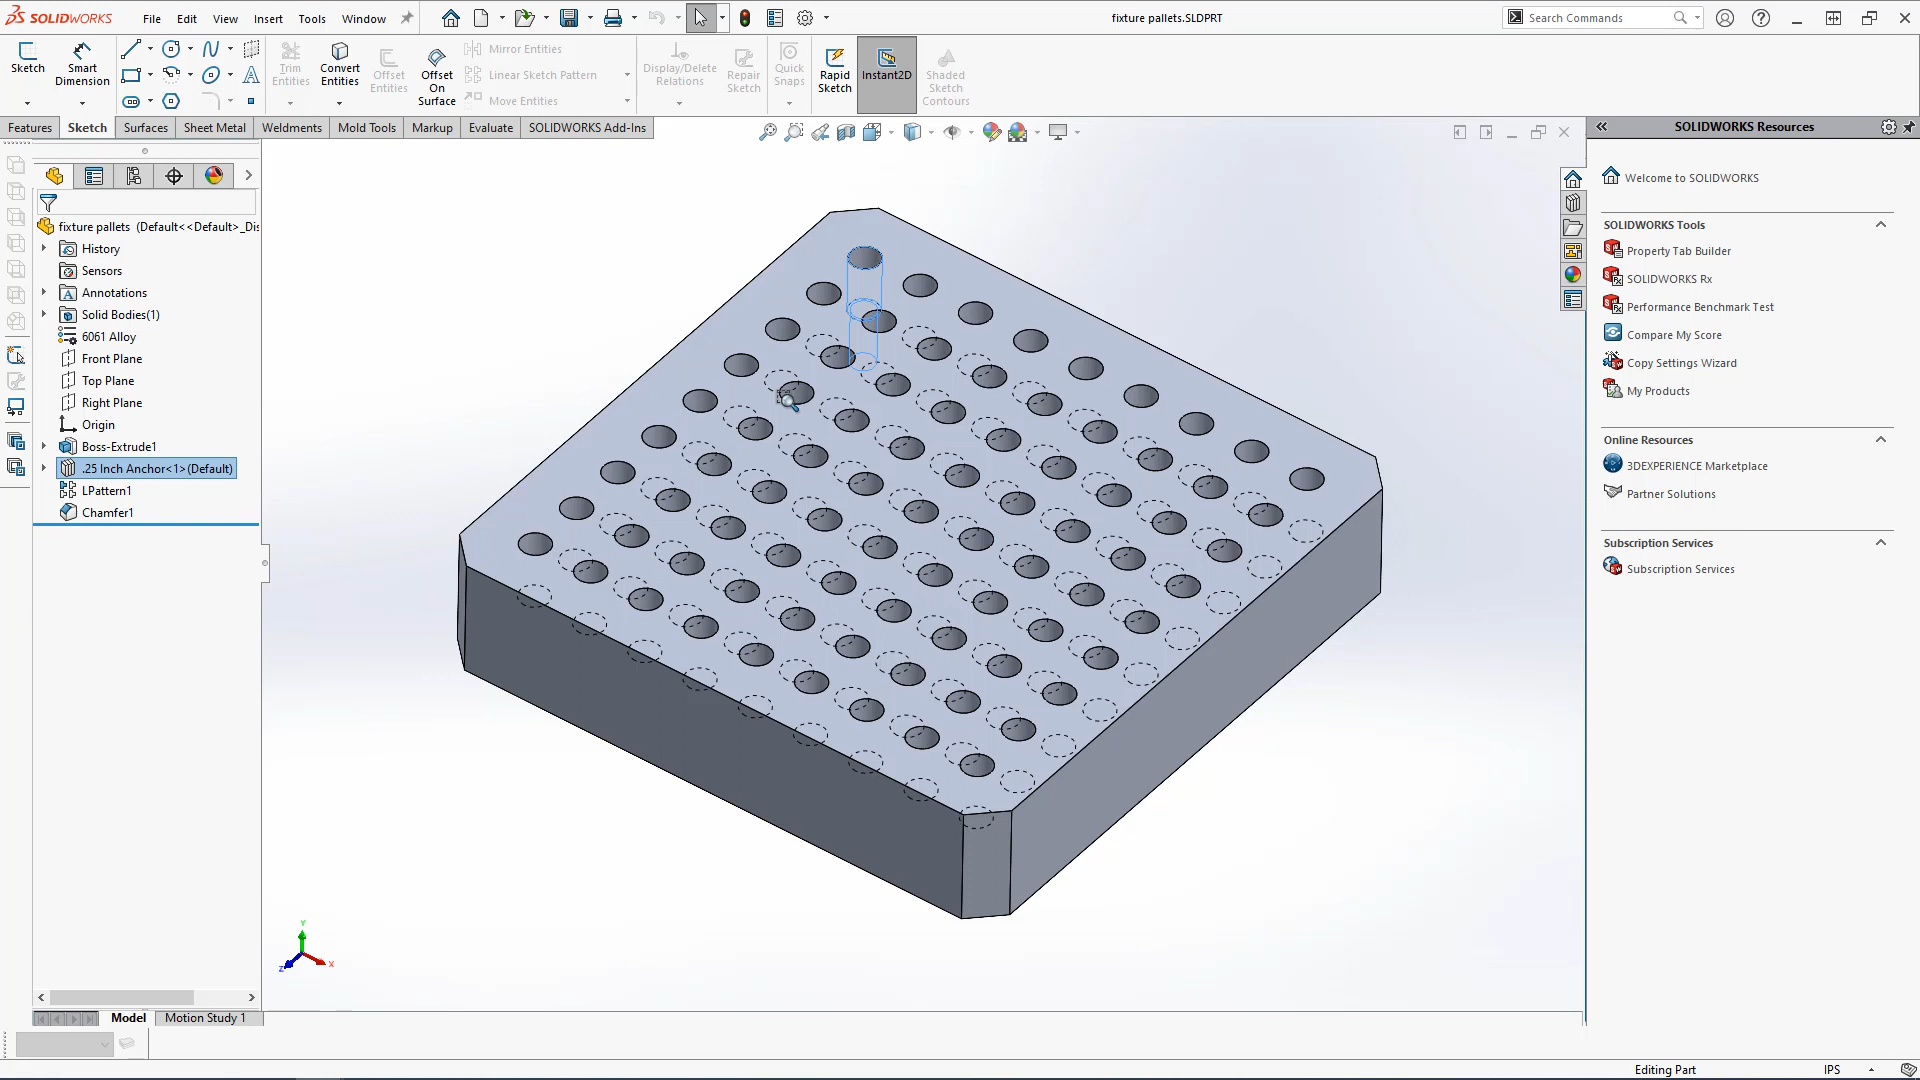 SOLIDWORKS
File Edit View Insert Tools Window
fixture pallets.SLDPRT
Search Commands
Sketch
Smart Dimension
Trim Entities
Convert Entities
Offset Entities
Offset On Surface
Mirror Entities
Linear Sketch Pattern
Move Entities
Display/Delete Relations
Repair Sketch
Quick Snaps
Rapid Sketch
Instant2D
Shaded Sketch Contours
Features Sketch Surfaces Sheet Metal Weldments Mold Tools Markup Evaluate SOLIDWORKS Add-Ins
fixture pallets (Default<<Default>_Dis
History
Sensors
Annotations
Solid Bodies(1)
6061 Alloy
Front Plane
Top Plane
Right Plane
Origin
Boss-Extrude1
.25 Inch Anchor<1>(Default)
LPattern1
Chamfer1
Y
X
Z
SOLIDWORKS Resources
Welcome to SOLIDWORKS
SOLIDWORKS Tools
Property Tab Builder
SOLIDWORKS Rx
Performance Benchmark Test
Compare My Score
Copy Settings Wizard
My Products
Online Resources
3DEXPERIENCE Marketplace
Partner Solutions
Subscription Services
Subscription Services
Model Motion Study 1
Editing Part IPS